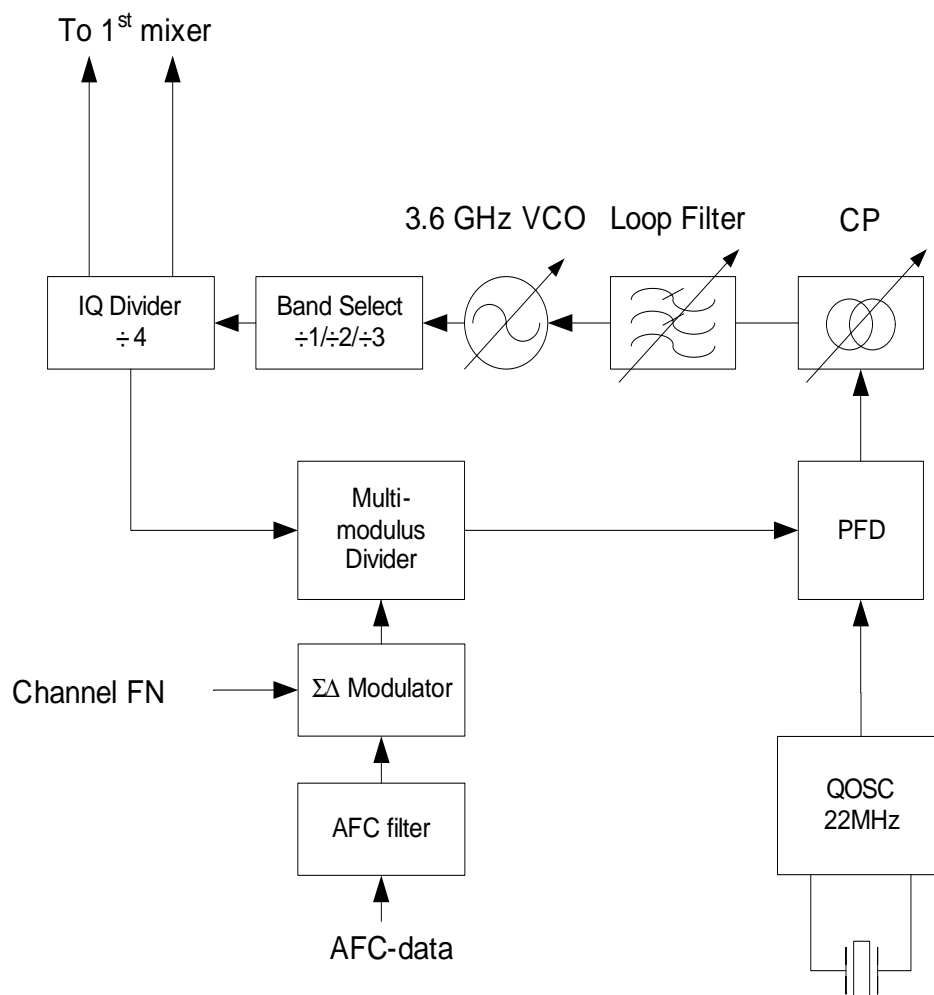 To 1st mixer
3.6 GHz VCO
Loop Filter
CP
IQ Divider
÷4
Band Select
÷1/÷2/÷3
Multi-
modulus
Divider
PFD
Channel FN
ΣΔ Modulator
QOSC
22MHz
AFC filter
AFC-data